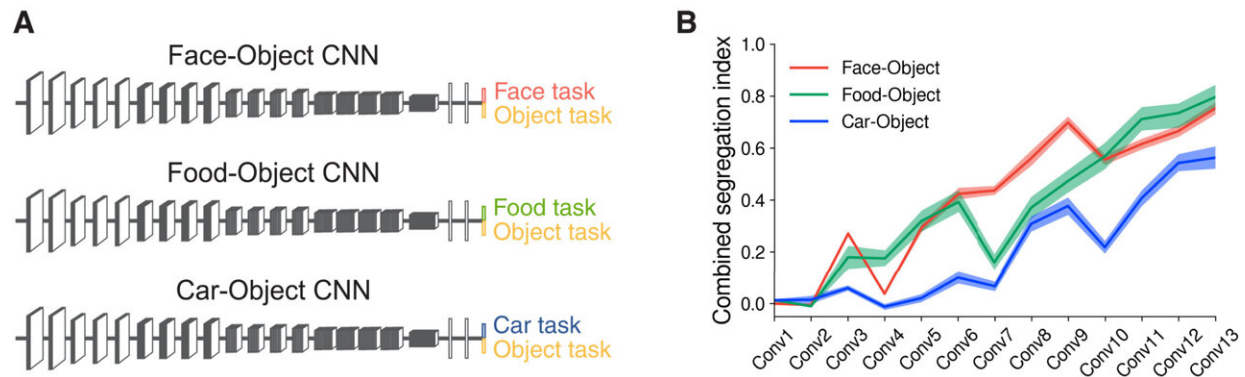 A
Face-Object CNN
Face task
Object task
Food-Object CNN
Food task
Object task
Car-Object CNN
Car task
Object task
B
Combined segregation index
1.0
0.8
0.6
0.4
0.2
0.0
Face-Object
Food-Object
Car-Object
Conv1
Conv2
Conv3
Conv4
Conv5
Conv6
Conv7
Conv8
Conv9
Conv10
Conv11
Conv12
Conv13